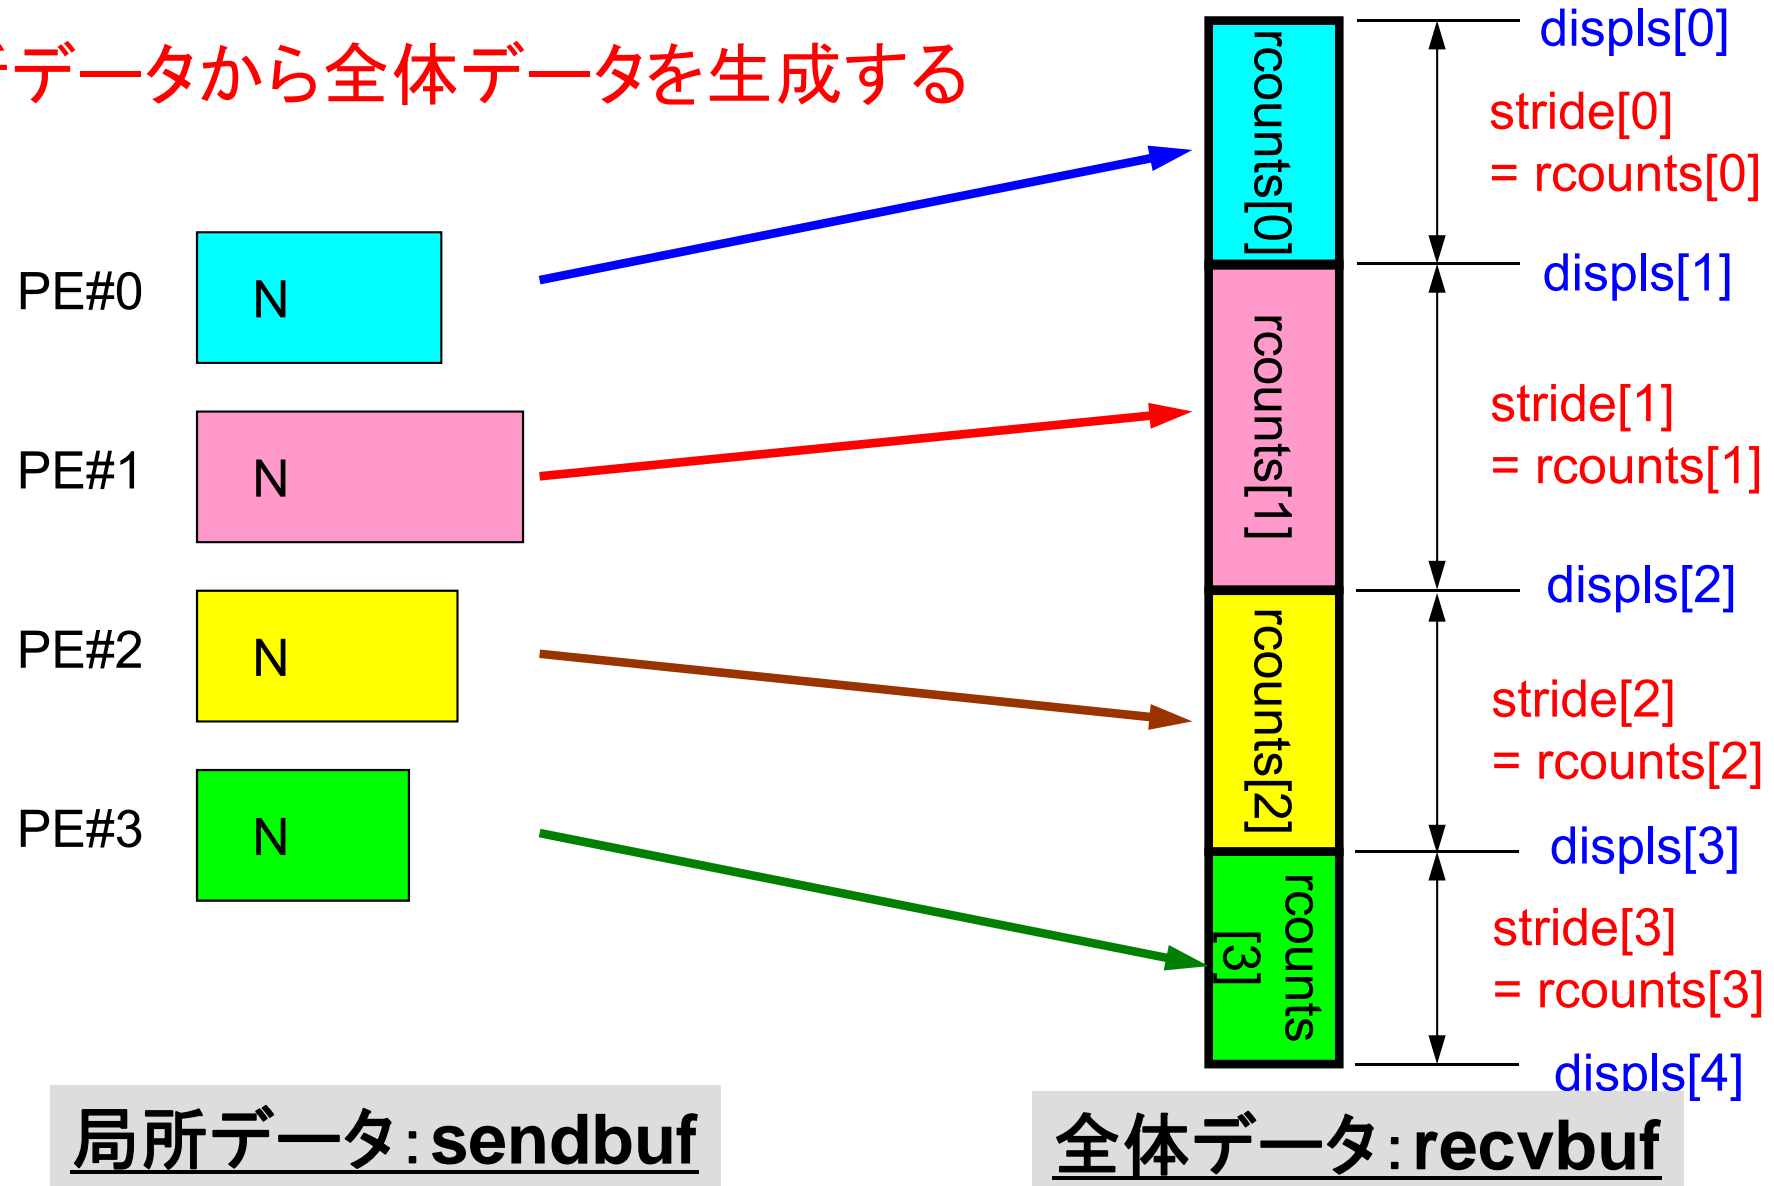 データから全体データを生成する
PE#0
N
PE#1
N
PE#2
N
PE#3
N
rcounts[0]
rcounts[1]
rcounts[2]
rcounts
[3]
displs[0]
stride[0]
= rcounts[0]
displs[1]
stride[1]
= rcounts[1]
displs[2]
stride[2]
= rcounts[2]
displs[3]
stride[3]
= rcounts[3]
displs[4]
局所データ:sendbuf
全体データ:recvbuf